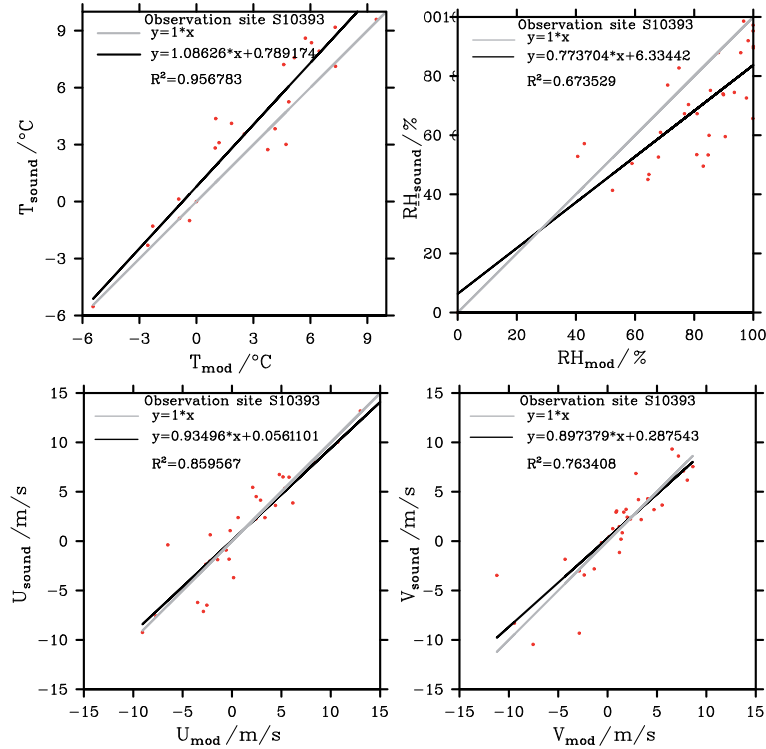 Observation site S10393
y=1*x
y=1.08626*x+0.789174
R²=0.956783
9
6
3
0
−3
−6
−6
−3
0
3
6
9
T_sound/°C
T_mod/°C
Observation site S10393
y=1*x
y=0.773704*x+6.33442
R²=0.673529
80
60
40
20
0
0
20
40
60
80
100
RH_sound/%
RH_mod/%
Observation site S10393
y=1*x
y=0.93496*x+0.0561101
R²=0.859567
15
10
5
0
−5
−10
−15
−15
−10
−5
0
5
10
15
U_sound/m/s
U_mod/m/s
Observation site S10393
y=1*x
y=0.897379*x+0.287543
R²=0.763408
15
10
5
0
−5
−10
−15
−15
−10
−5
0
5
10
15
V_sound/m/s
V_mod/m/s